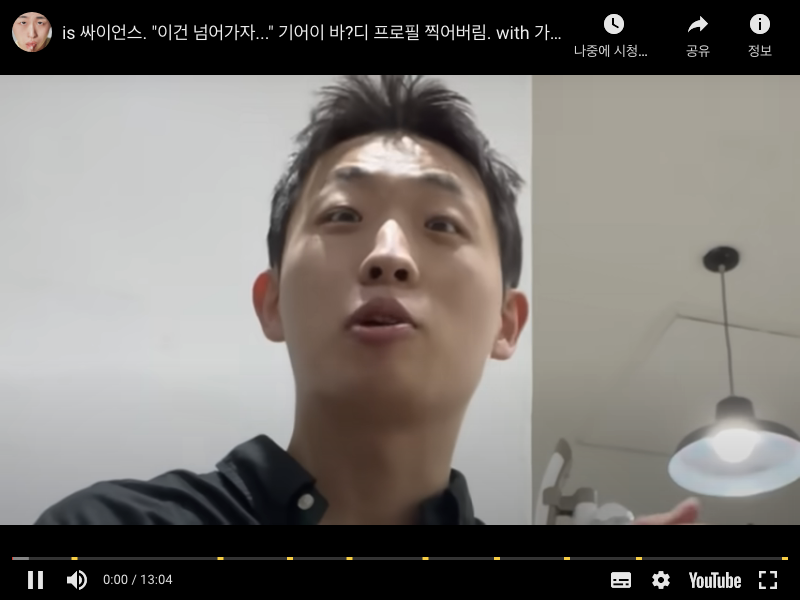 is 싸이언스. "이건 넘어가자..." 기어이 바?디 프로필 찍어버림. with 가...
나중에 시청...
공유
정보
0:00 / 13:04
YouTube